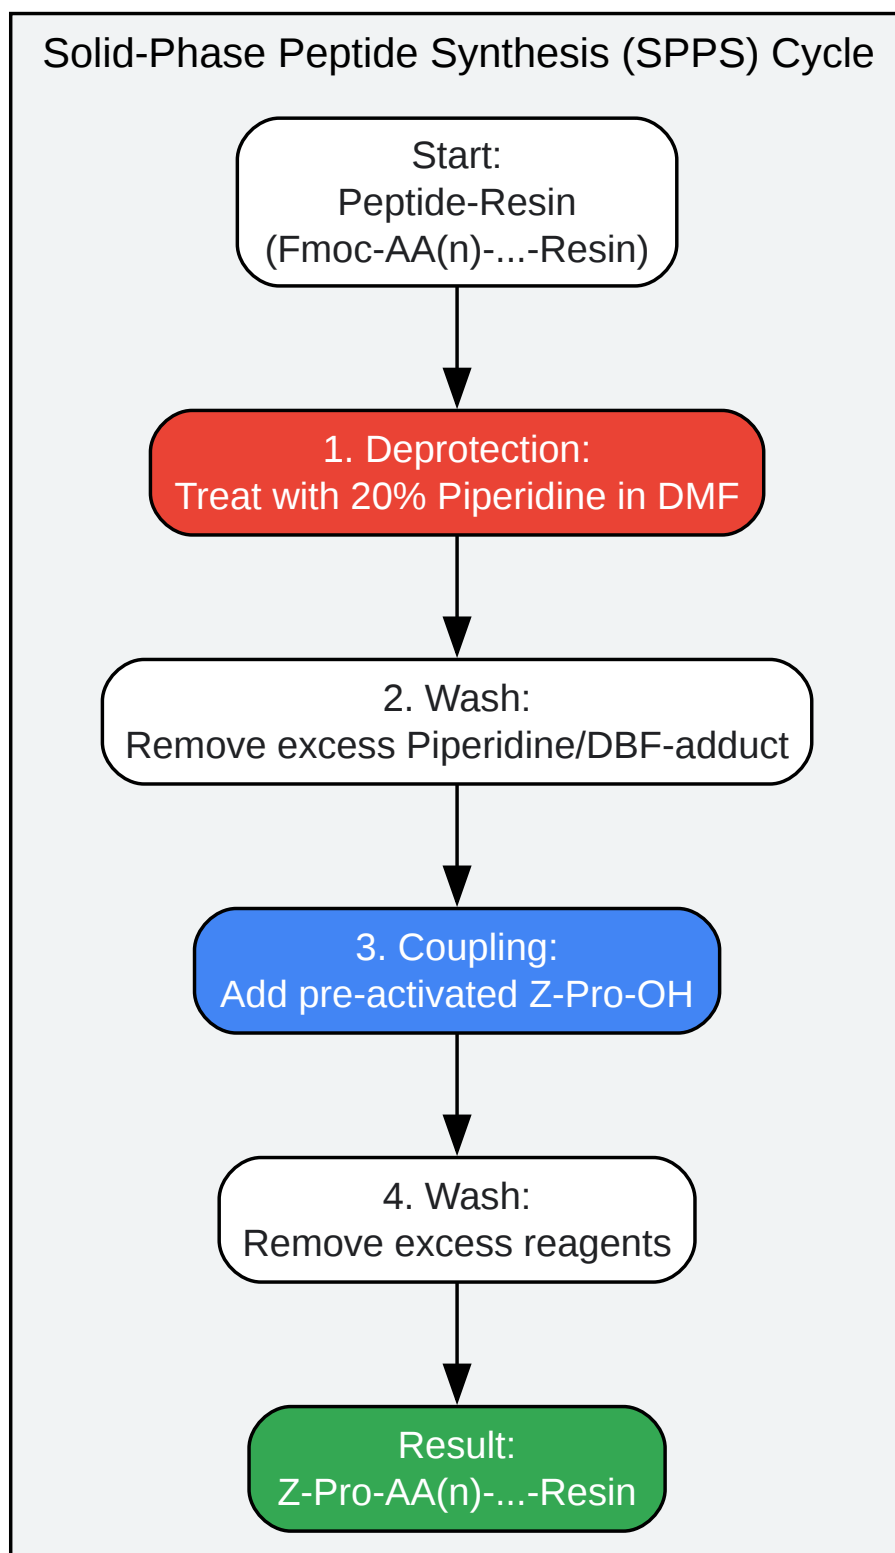 Solid-Phase Peptide Synthesis (SPPS) Cycle
Start:
Peptide-Resin
(Fmoc-AA(n)-...-Resin)
1. Deprotection:
Treat with 20% Piperidine in DMF
2. Wash:
Remove excess Piperidine/DBF-adduct
3. Coupling:
Add pre-activated Z-Pro-OH
4. Wash:
Remove excess reagents
Result:
Z-Pro-AA(n)-...-Resin